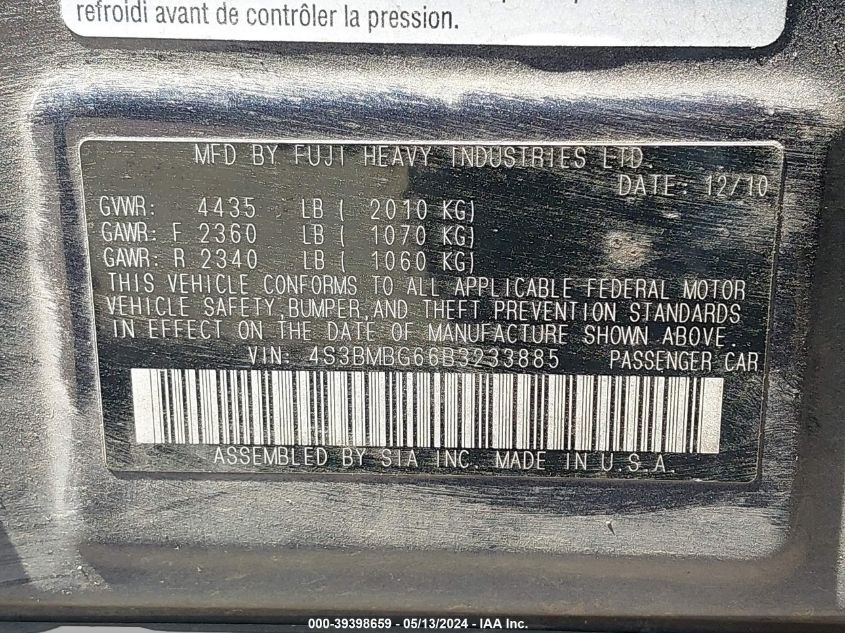 refroidi avant de contrôler la pression.
MFD BY FUJI HEAVY INDUSTRIES LTD.
DATE: 12/10
GVWR: 4435 LB ( 2010 KG)
GAWR: F 2360 LB ( 1070 KG)
GAWR: R 2340 LB ( 1060 KG)
THIS VEHICLE CONFORMS TO ALL APPLICABLE FEDERAL MOTOR
VEHICLE SAFETY,BUMPER,AND THEFT PREVENTION STANDARDS
IN EFFECT ON THE DATE OF MANUFACTURE SHOWN ABOVE.
VIN: 4S3BMBG66B3233885 PASSENGER CAR
ASSEMBLED BY SIA INC. MADE IN U.S.A.
000-39398659 - 05/13/2024 - IAA Inc.